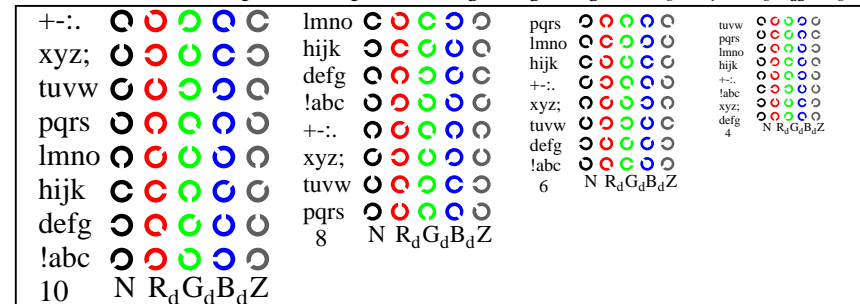 +-:.
xyz;
tuvw
pqrs
lmno
hijk
defg
!abc
10 N RdGdBdZ
lmno
hijk
defg
!abc
+-:.
xyz;
tuvw
pqrs
8 N RdGdBdZ
pqrs
lmno
hijk
+-:.
xyz;
tuvw
defg
!abc
6 N RdGdBdZ
tuvw
pqrs
lmno
hijk
+-:.
!abc
xyz;
defg
4 N RdGdBdZ